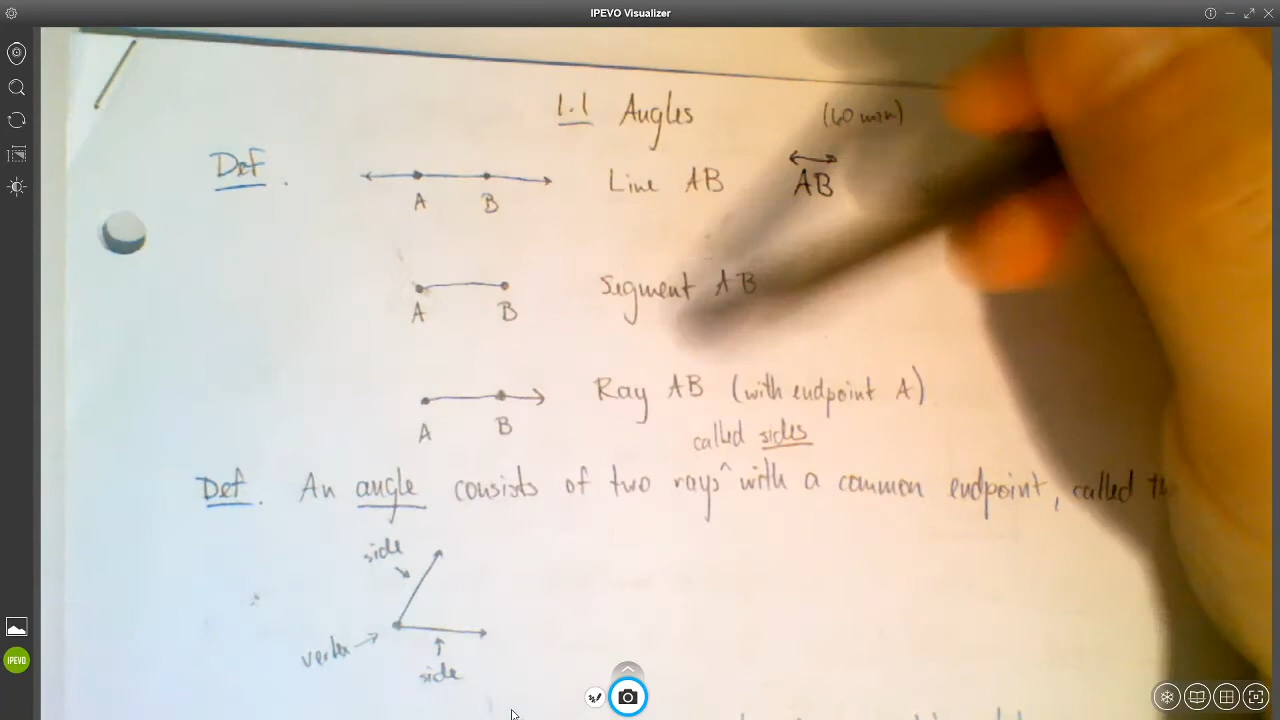 IPEVO Visualizer
1.1 Angles (60 min)
Def. A B Line AB AB
A B Segment AB
A B Ray AB (with endpoint A)
called sides
Def. An angle consists of two rays ^ with a common endpoint, called
side
vertex
side
IPEVO